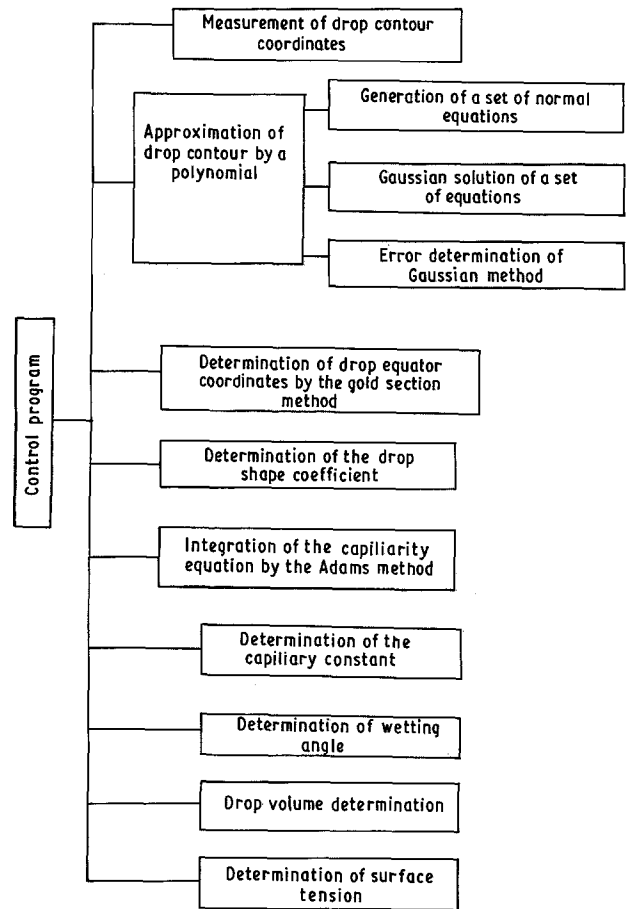 Measurement of drop contour
coordinates
Generation of a set of normal
equations
Approximation of
drop contour by a
polynomial
Gaussian solution of a set
of equations
Error determination of
Gaussian method
Control program
Determination of drop equator
coordinates by the gold section
method
Determination of the drop
shape coefficient
Integration of the capiliarity
equation by the Adams method
Determination of the
capiliary constant
Determination of wetting
angle
Drop volume determination
Determination of surface
tension